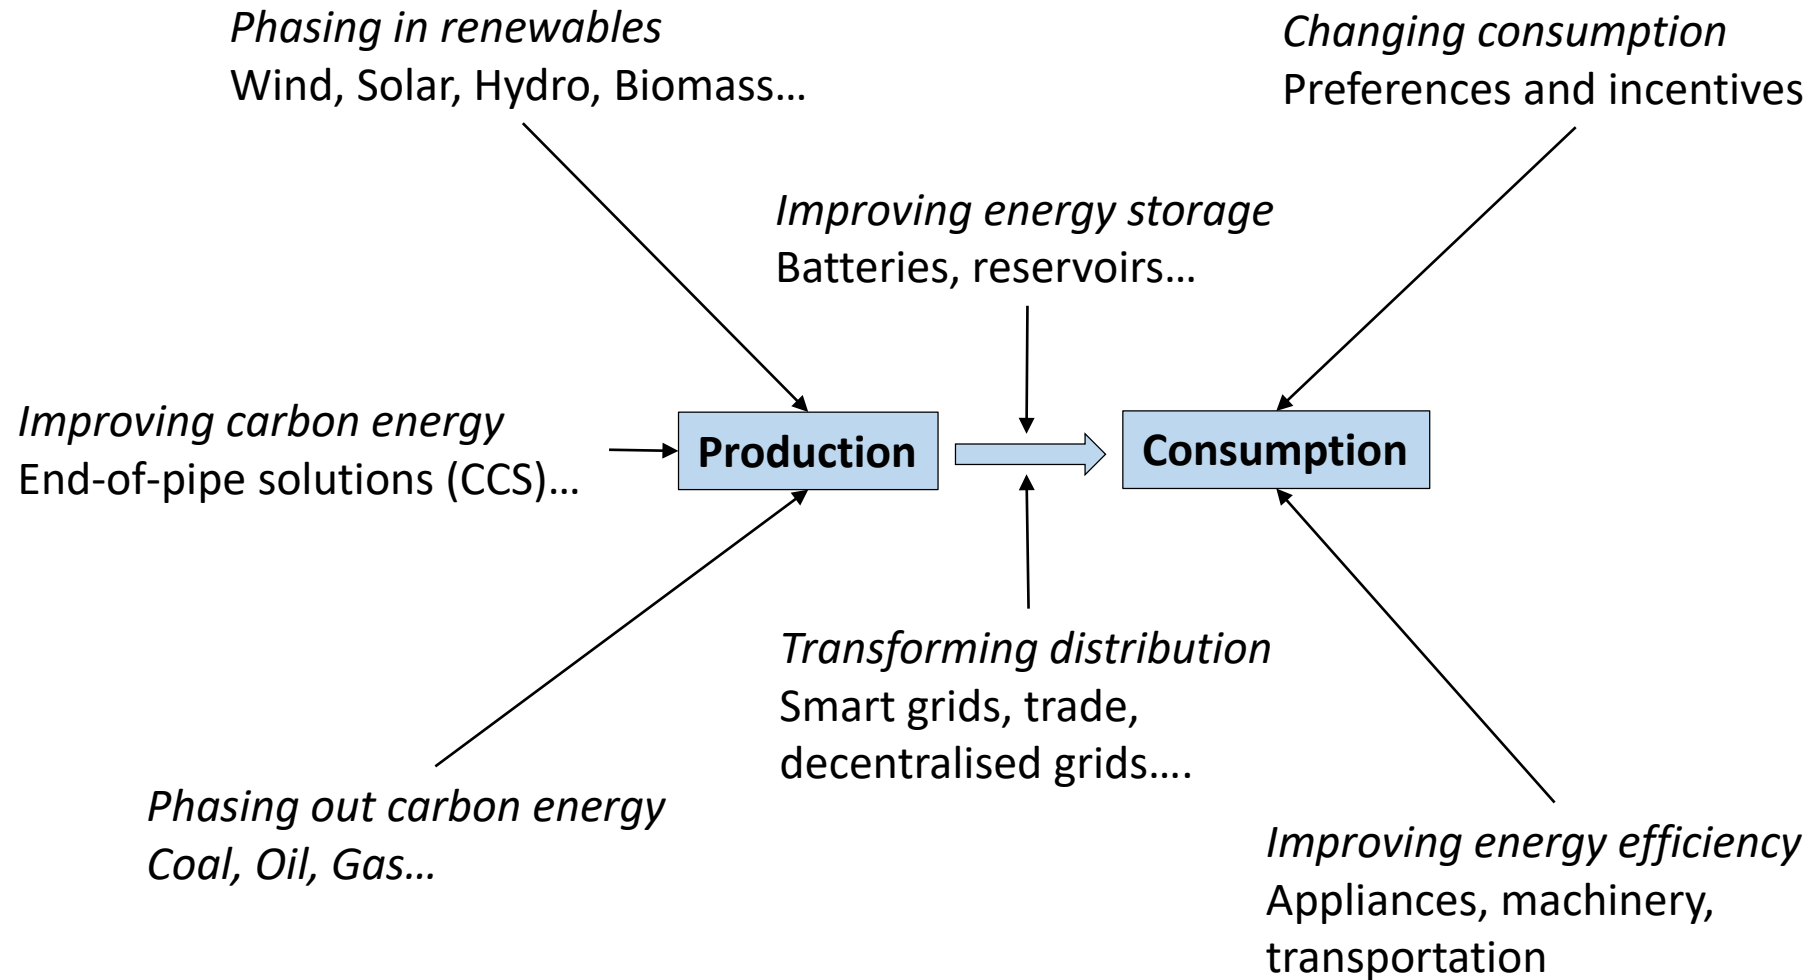 Phasing in renewables
Wind, Solar, Hydro, Biomass…
Changing consumption
Preferences and incentives
Improving energy storage
Batteries, reservoirs…
Improving carbon energy
End-of-pipe solutions (CCS)…
Production
Consumption
Transforming distribution
Smart grids, trade,
decentralised grids….
Phasing out carbon energy
Coal, Oil, Gas…
Improving energy efficiency
Appliances, machinery,
transportation